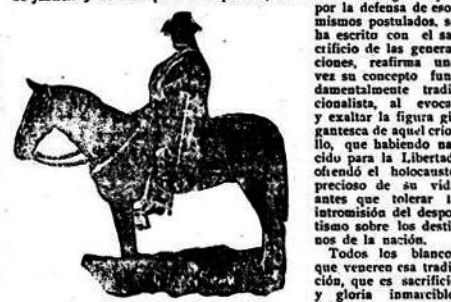 por la defensa de eso
mismos postulados, s
ha escrito con el sa
crificio de las genera
ciones, reafirma un
vez su concepto fun
damentalmente tradi
cionalista, al evoca
y exaltar la figura gi
gantesca de aquel crio
llo, que habiendo na
cido para la Libertad
ofrendó el holocausto
precioso de su vid
antes que tolerar l
intromisión del despo
tismo sobre los desti
nos de la nación.
Todos los blanco
que veneren esa tradi
ción, que es sacrifici
y gloria inmarcible